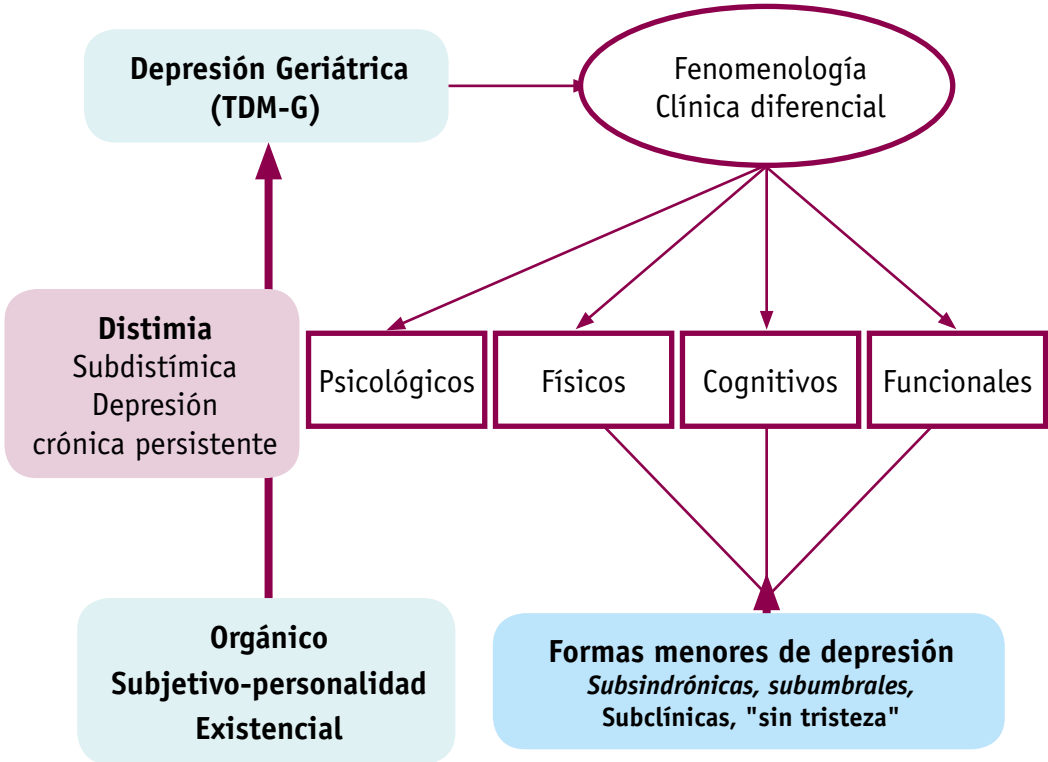 Depresión Geriátrica
(TDM-G)
Fenomenología
Clínica diferencial
Distimia
Subdistímica
Depresión
crónica persistente
Psicológicos
Físicos
Cognitivos
Funcionales
Orgánico
Subjetivo-personalidad
Existencial
Formas menores de depresión
Subsindrónicas, subumbrales,
Subclínicas, "sin tristeza"